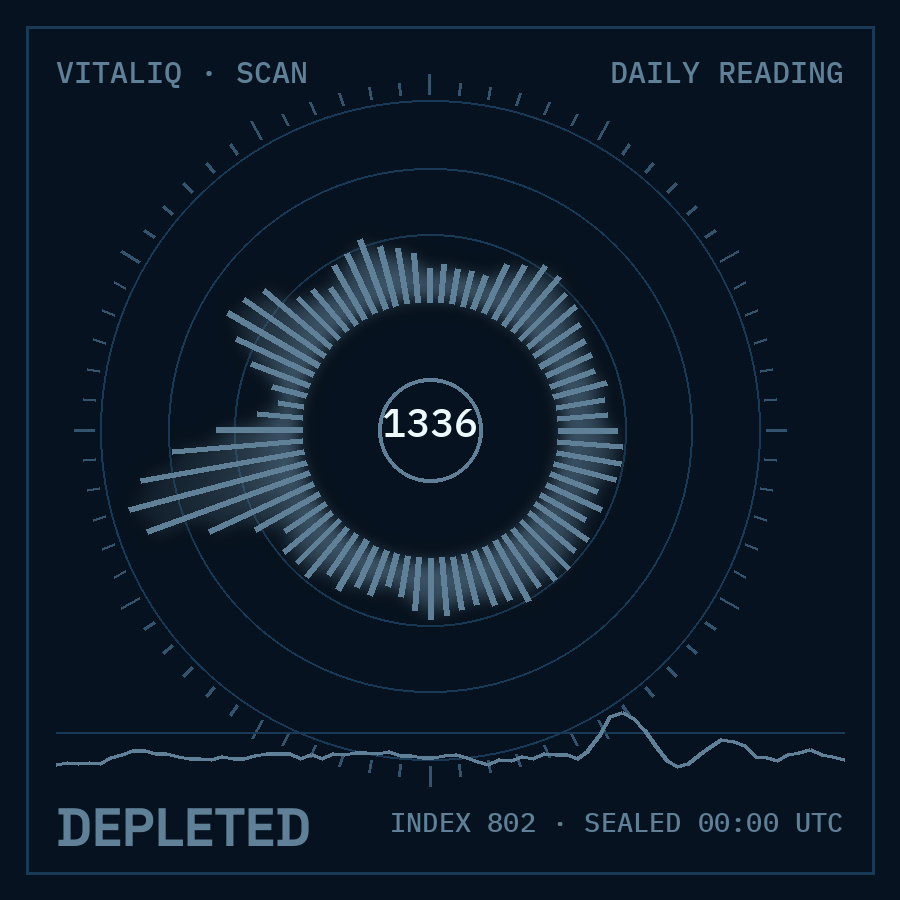 VITALIQ · SCAN
DAILY READING
1336
DEPLETED
INDEX 802 · SEALED 00:00 UTC